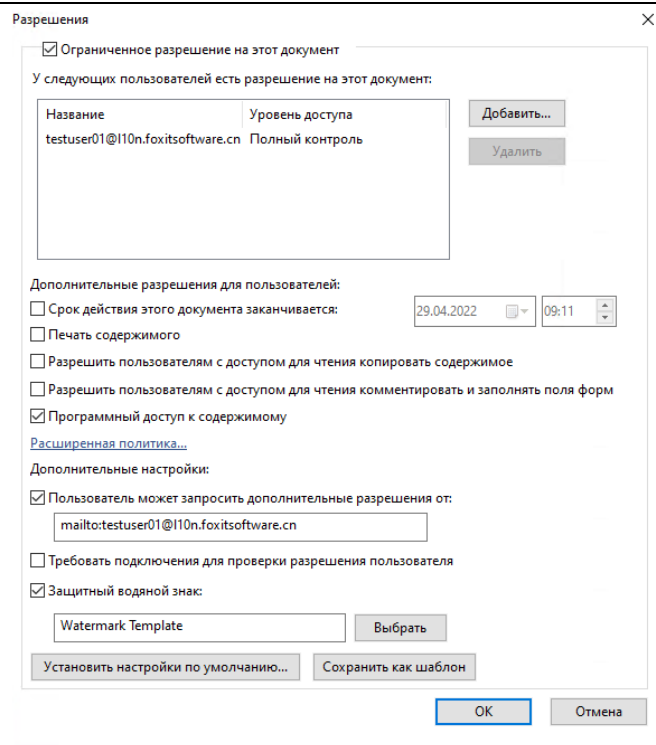 Разрешения
Ограниченное разрешение на этот документ
У следующих пользователей есть разрешение на этот документ:
Название Уровень доступа Добавить...
testuser01@l10n.foxitsoftware.cn Полный контроль
Удалить
Дополнительные разрешения для пользователей:
Срок действия этого документа заканчивается: 29.04.2022 09:11
Печать содержимого
Разрешить пользователям с доступом для чтения копировать содержимое
Разрешить пользователям с доступом для чтения комментировать и заполнять поля форм
Программный доступ к содержимому
Расширенная политика...
Дополнительные настройки:
Пользователь может запросить дополнительные разрешения от:
mailto:testuser01@l10n.foxitsoftware.cn
Требовать подключения для проверки разрешения пользователя
Защитный водяной знак:
Watermark Template Выбрать
Установить настройки по умолчанию... Сохранить как шаблон
OK Отмена